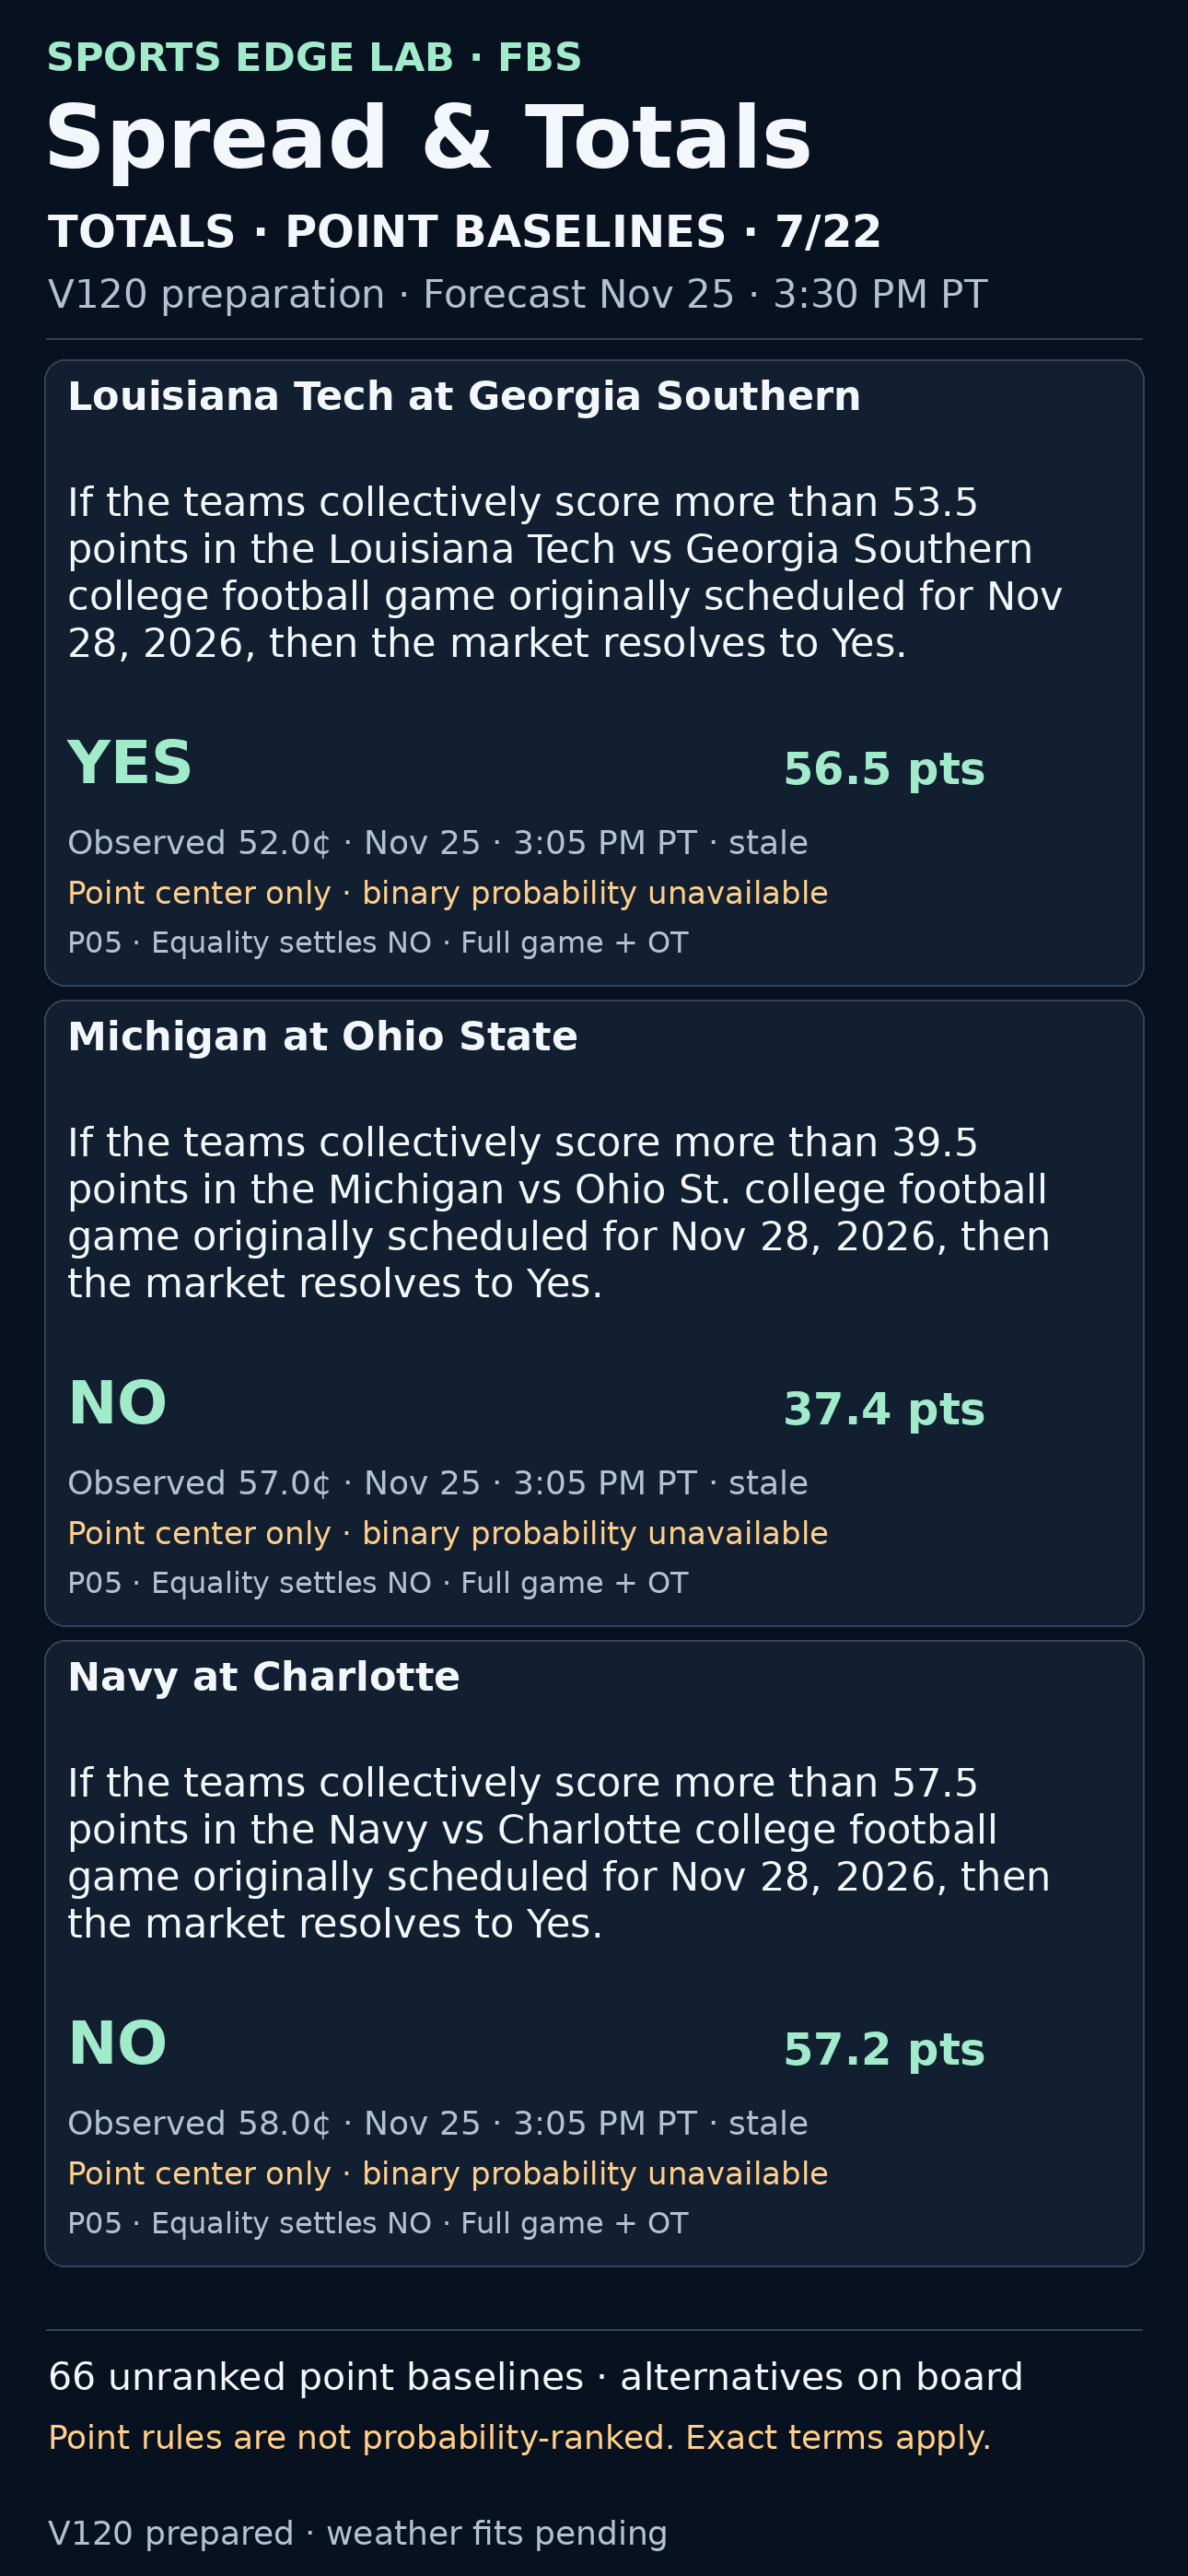 SPORTS EDGE LAB · FBS
Spread & Totals
TOTALS · POINT BASELINES · 7/22
V120 preparation · Forecast Nov 25 · 3:30 PM PT
Louisiana Tech at Georgia Southern
If the teams collectively score more than 53.5
points in the Louisiana Tech vs Georgia Southern
college football game originally scheduled for Nov
28, 2026, then the market resolves to Yes.
YES 56.5 pts
Observed 52.0¢ · Nov 25 · 3:05 PM PT · stale
Point center only · binary probability unavailable
P05 · Equality settles NO · Full game + OT
Michigan at Ohio State
If the teams collectively score more than 39.5
points in the Michigan vs Ohio St. college football
game originally scheduled for Nov 28, 2026, then
the market resolves to Yes.
NO 37.4 pts
Observed 57.0¢ · Nov 25 · 3:05 PM PT · stale
Point center only · binary probability unavailable
P05 · Equality settles NO · Full game + OT
Navy at Charlotte
If the teams collectively score more than 57.5
points in the Navy vs Charlotte college football
game originally scheduled for Nov 28, 2026, then
the market resolves to Yes.
NO 57.2 pts
Observed 58.0¢ · Nov 25 · 3:05 PM PT · stale
Point center only · binary probability unavailable
P05 · Equality settles NO · Full game + OT
66 unranked point baselines · alternatives on board
Point rules are not probability-ranked. Exact terms apply.
V120 prepared · weather fits pending